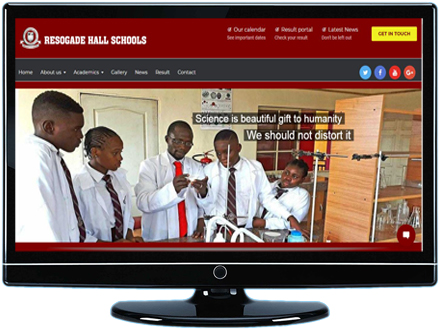 RESOGADE HALL SCHOOLS
Our calendar
See important dates
Result portal
Check your result
Latest News
Don't be left out
GET IN TOUCH
Home About us Academics Gallery News Result Contact
Science is beautiful gift to humanity
We should not distort it